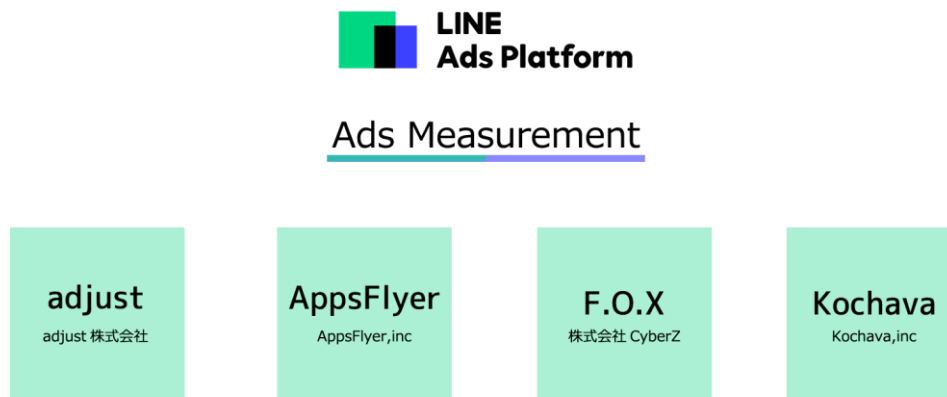 LINE
Ads Platform
Ads Measurement
adjust
adjust 株式会社
AppsFlyer
AppsFlyer,inc
F.O.X
株式会社 CyberZ
Kochava
Kochava,inc